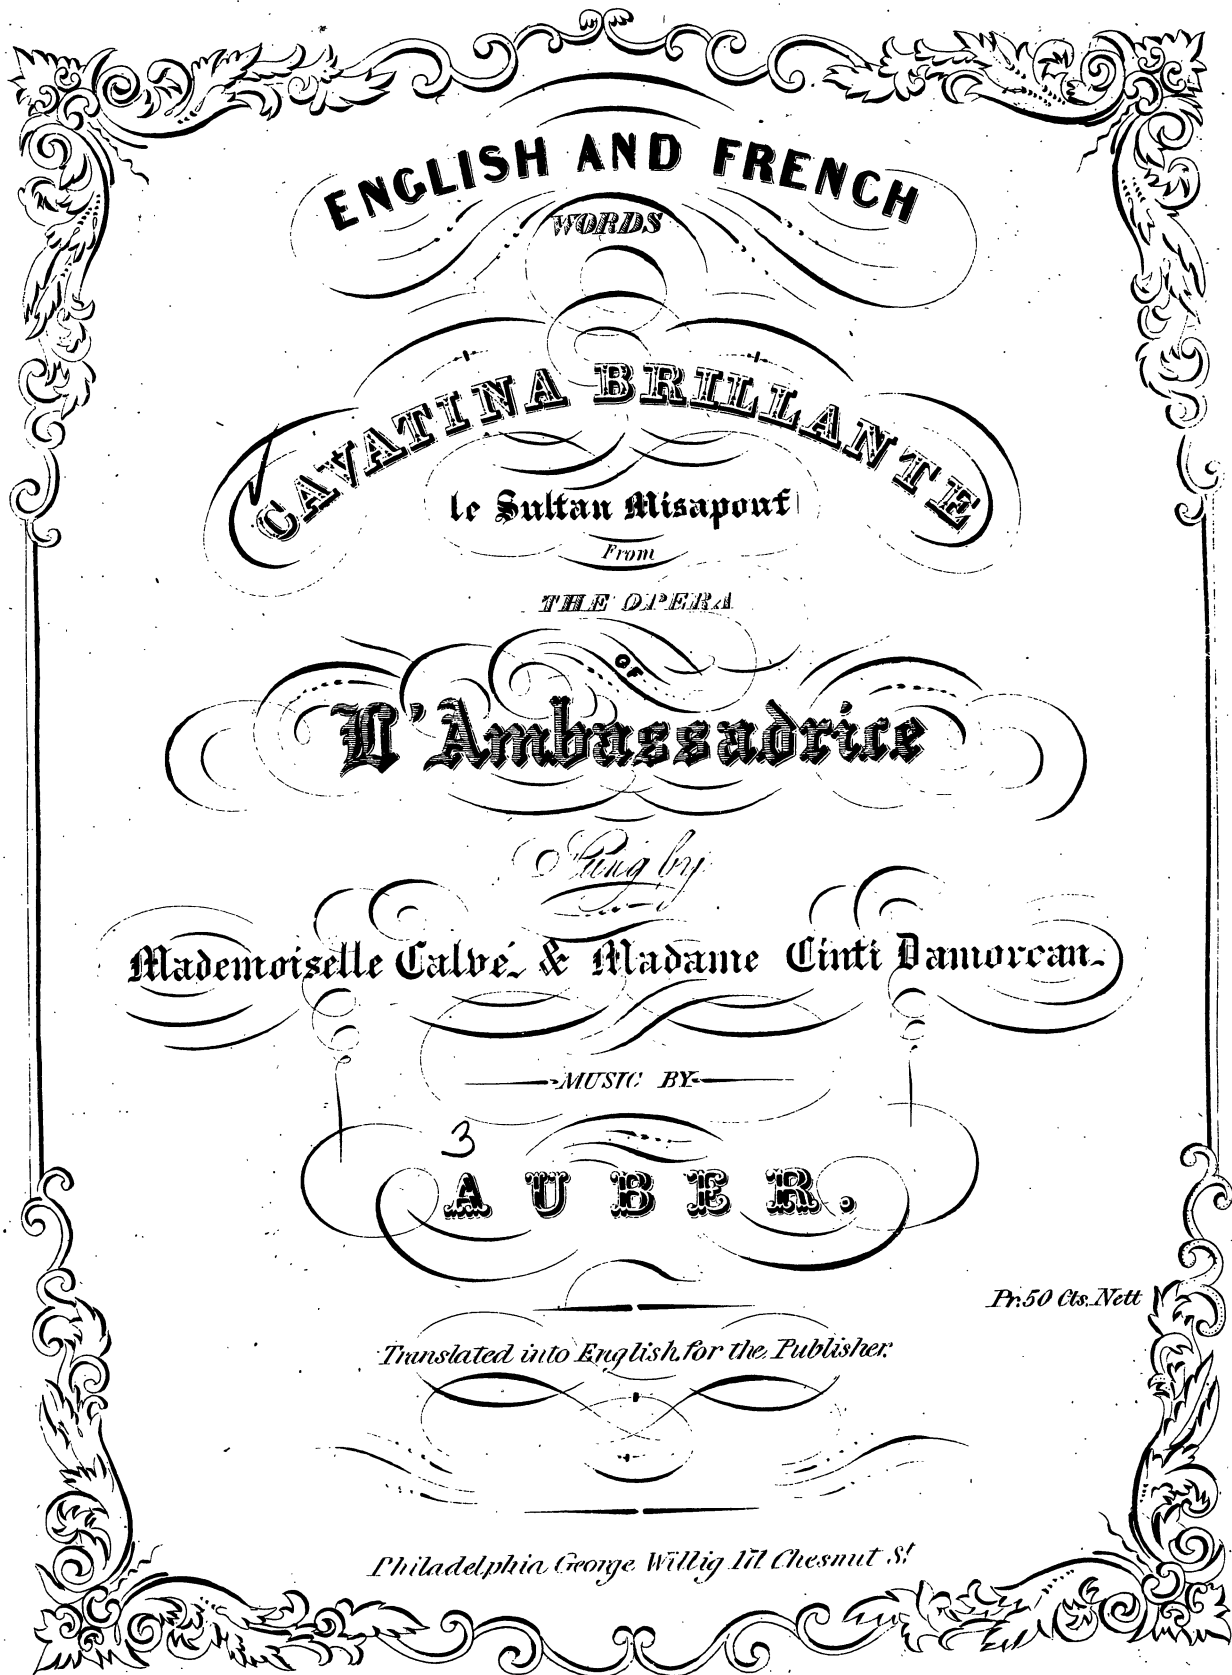 ENGLISH AND FRENCH
WORDS
CAVATINA BRILLANTE
le Sultan Misapouf
From
THE OPERA
OF
L'Ambassadrice
Sung by
Mademoiselle Calvé & Madame Cinti Damorcan
MUSIC BY
3
AUBER.
Pr. 50 Cts. Nett
Translated into English for the Publisher.
Philadelphia George Willig 171 Chesnut St